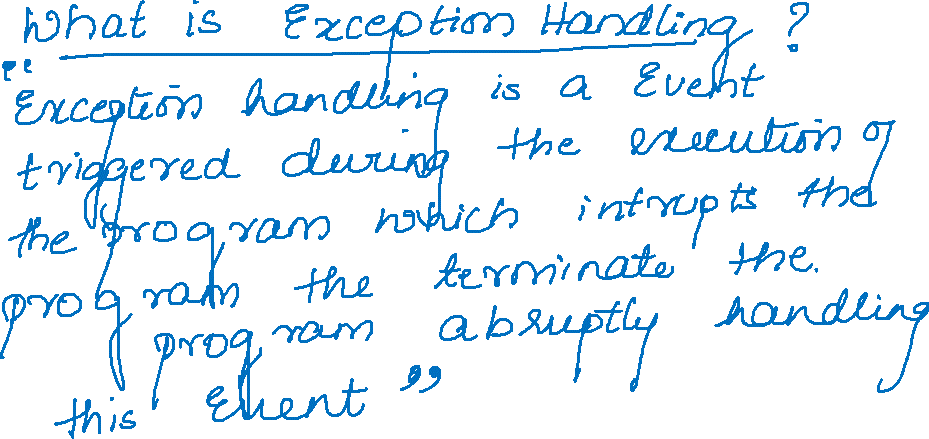 What is Exception Handling ?
"Exception handling is a Event
triggered during the execution of
the program which intrupts the
program the terminate the.
program abruptly handling
this Event"